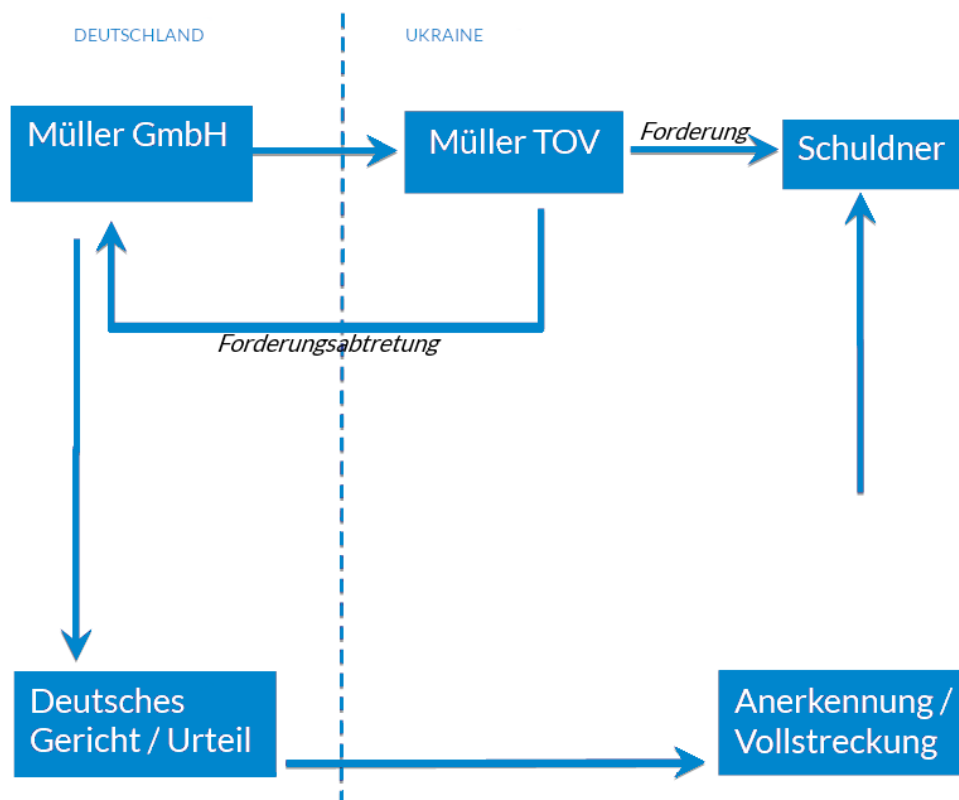 DEUTSCHLAND
UKRAINE
Müller GmbH
Müller TOV
Forderung
Schuldner
Forderungsabtretung
Deutsches
Gericht / Urteil
Anerkennung /
Vollstreckung